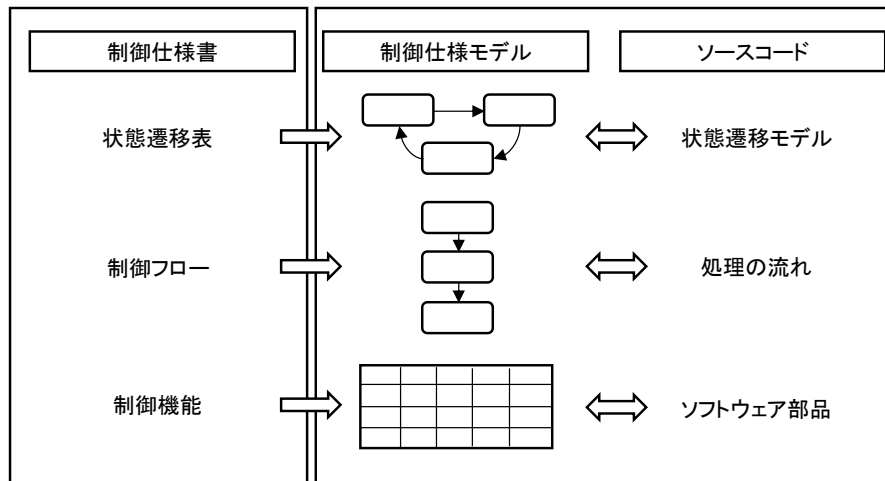 制御仕様書
制御仕様モデル
ソースコード
状態遷移表
状態遷移モデル
制御フロー
処理の流れ
制御機能
ソフトウェア部品